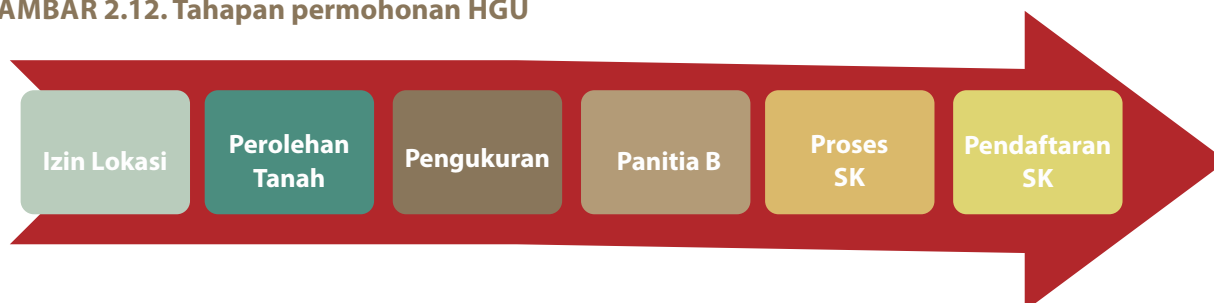 AMBAR 2.12. Tahapan permohonan HGU
Izin Lokasi
Perolehan
Tanah
Pengukuran
Panitia B
Proses
SK
Pendaftaran
SK